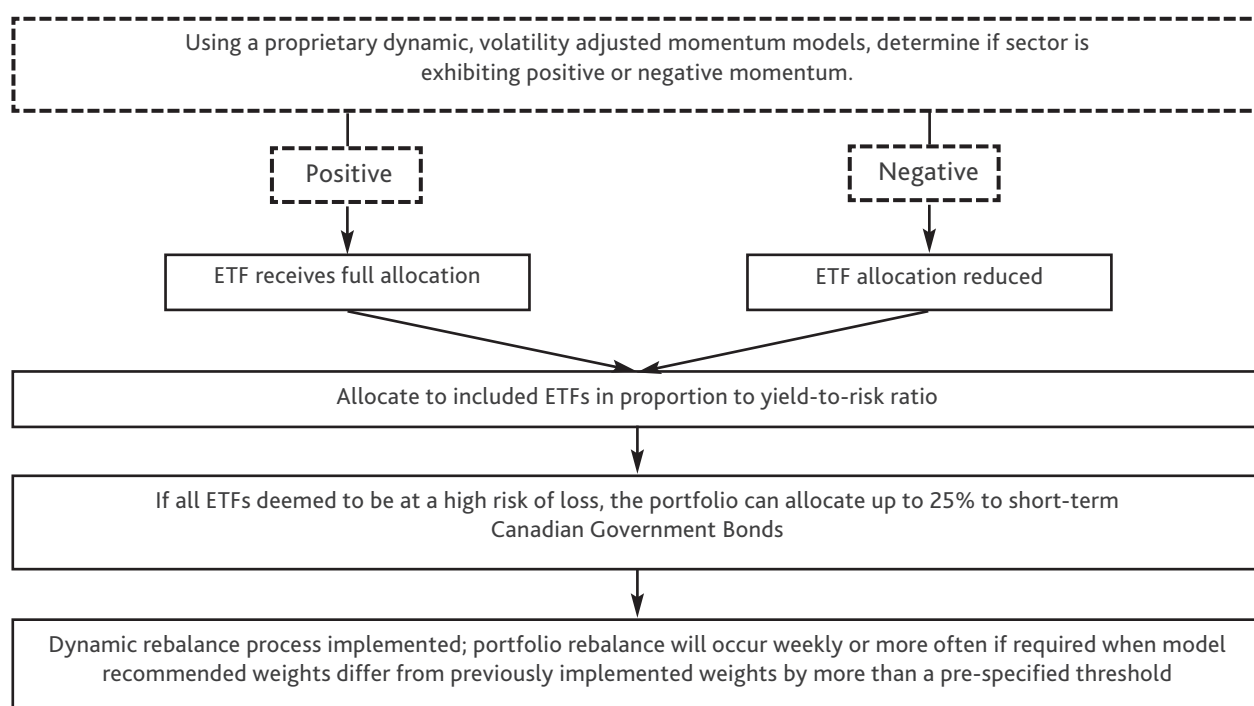 Using a proprietary dynamic, volatility adjusted momentum models, determine if sector is
exhibiting positive or negative momentum.
Positive
Negative
ETF receives full allocation
ETF allocation reduced
Allocate to included ETFs in proportion to yield-to-risk ratio
If all ETFs deemed to be at a high risk of loss, the portfolio can allocate up to 25% to short-term
Canadian Government Bonds
Dynamic rebalance process implemented; portfolio rebalance will occur weekly or more often if required when model
recommended weights differ from previously implemented weights by more than a pre-specified threshold